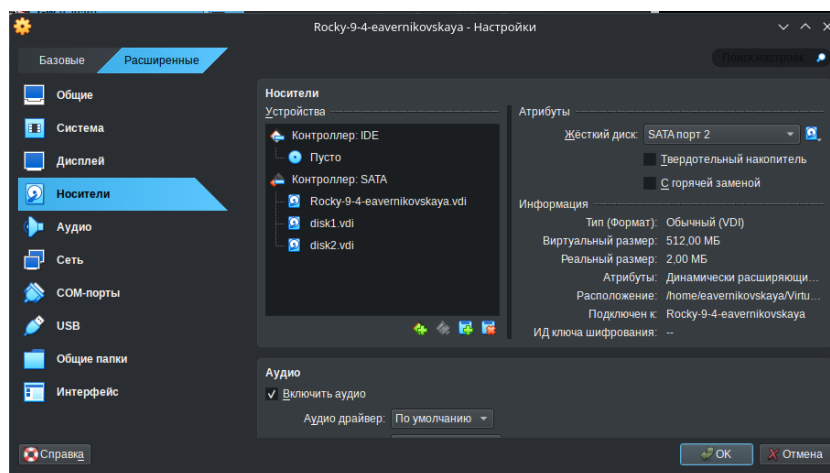 Rocky-9-4-eavernikovskaya - Настройки
Базовые
Расширенные
Поиск настроек
Общие
Система
Дисплей
Носители
Аудио
Сеть
COM-порты
USB
Общие папки
Интерфейс
Носители
Устройства
Контроллер: IDE
Пусто
Контроллер: SATA
Rocky-9-4-eavernikovskaya.vdi
disk1.vdi
disk2.vdi
Атрибуты
Жёсткий диск: SATA порт 2
Твердотельный накопитель
С горячей заменой
Информация
Тип (Формат): Обычный (VDI)
Виртуальный размер: 512,00 МБ
Реальный размер: 2,00 МБ
Атрибуты: Динамически расширяющи...
Расположение: /home/eavernikovskaya/Virtu...
Подключен к: Rocky-9-4-eavernikovskaya
ИД ключа шифрования: --
Аудио
Включить аудио
Аудио драйвер: По умолчанию
Справка
OK
Отмена